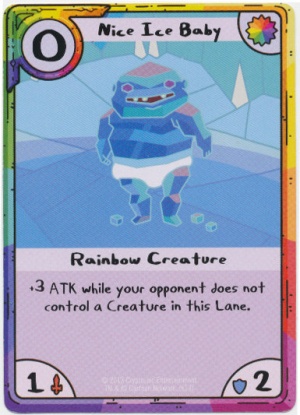 0
Nice Ice Baby
Rainbow Creature
+3 ATK while your opponent does not
control a Creature in this Lane.
1
2